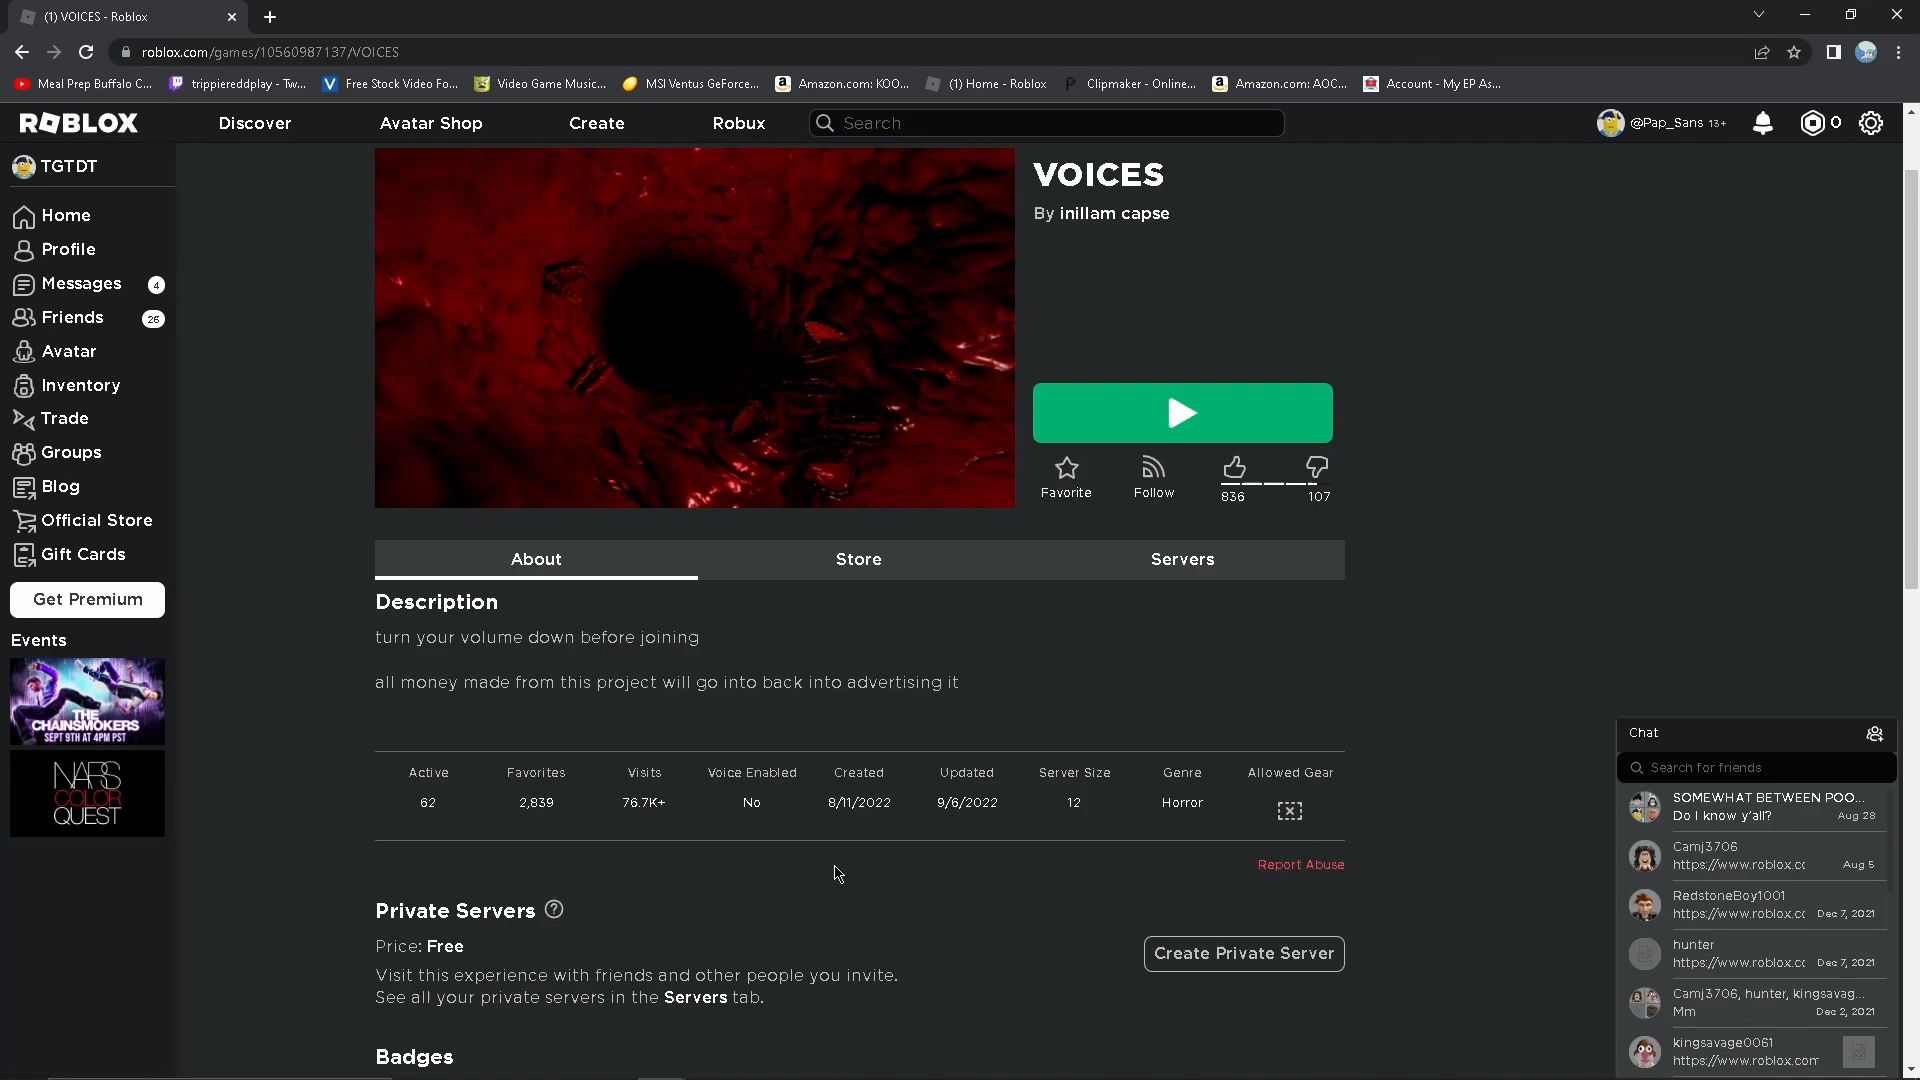 (1) VOICES - Roblox
roblox.com/games/10560987137/VOICES
Meal Prep Buffalo C...
trippiereddplay - Tw...
Free Stock Video Fo...
Video Game Music...
MSI Ventus GeForce...
Amazon.com: KOO...
(1) Home - Roblox
Clipmaker - Online...
Amazon.com: AOC...
Account - My EP As...
ROBLOX
Discover
Avatar Shop
Create
Robux
Search
@Pap_Sans 13+
0
TGTDT
Home
Profile
Messages 4
Friends 26
Avatar
Inventory
Trade
Groups
Blog
Official Store
Gift Cards
Get Premium
Events
THE
CHAINSMOKERS
SEPT 9TH AT 4PM PST
NARS
COLOR
QUEST
VOICES
By inillam capse
Favorite
Follow
836
107
About
Store
Servers
Description
turn your volume down before joining
all money made from this project will go into back into advertising it
Active Favorites Visits Voice Enabled Created Updated Server Size Genre Allowed Gear
62 2,839 76.7K+ No 8/11/2022 9/6/2022 12 Horror
Report Abuse
Private Servers ?
Price: Free
Create Private Server
Visit this experience with friends and other people you invite.
See all your private servers in the Servers tab.
Badges
Chat
Search for friends
SOMEWHAT BETWEEN POO...
Do I know y'all? Aug 28
Camj3706
https://www.roblox.cc Aug 5
RedstoneBoy1001
https://www.roblox.cc Dec 7, 2021
hunter
https://www.roblox.cc Dec 7, 2021
Camj3706, hunter, kingsavag...
Mm Dec 2, 2021
kingsavage0061
https://www.roblox.com